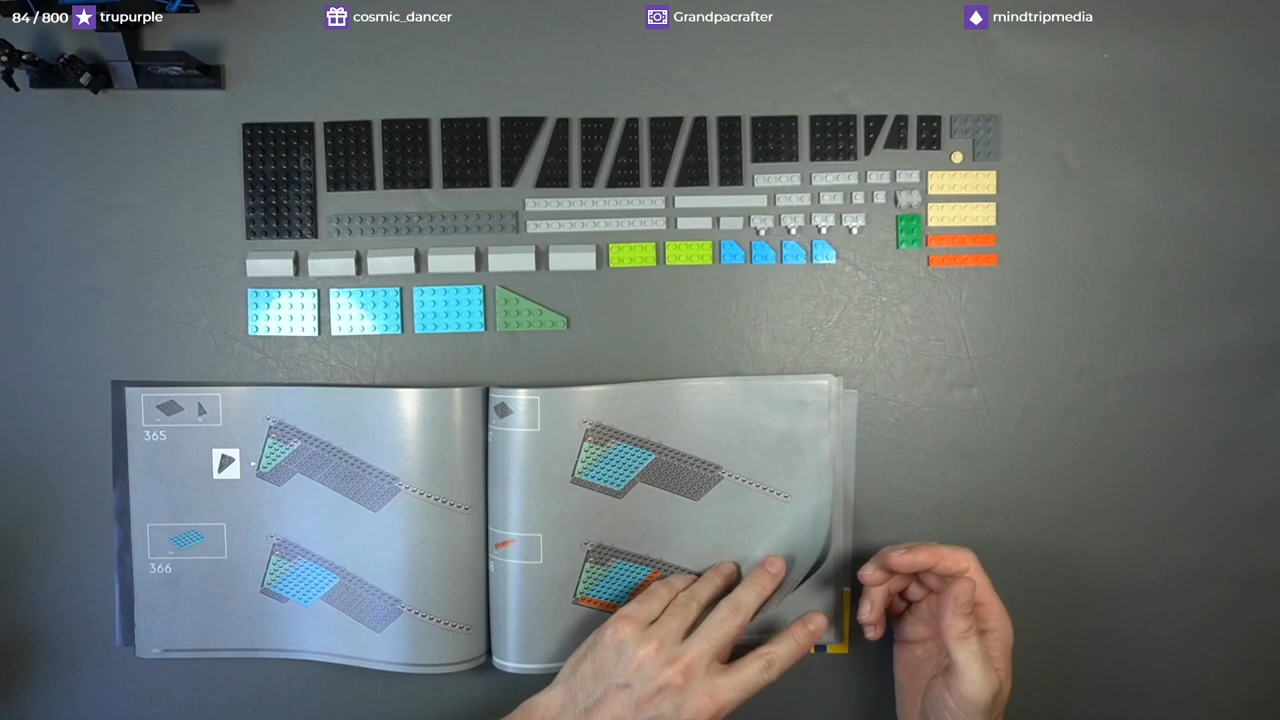 84 / 800
trupurple
cosmic_dancer
Grandpacrafter
mindtripmedia
365
366